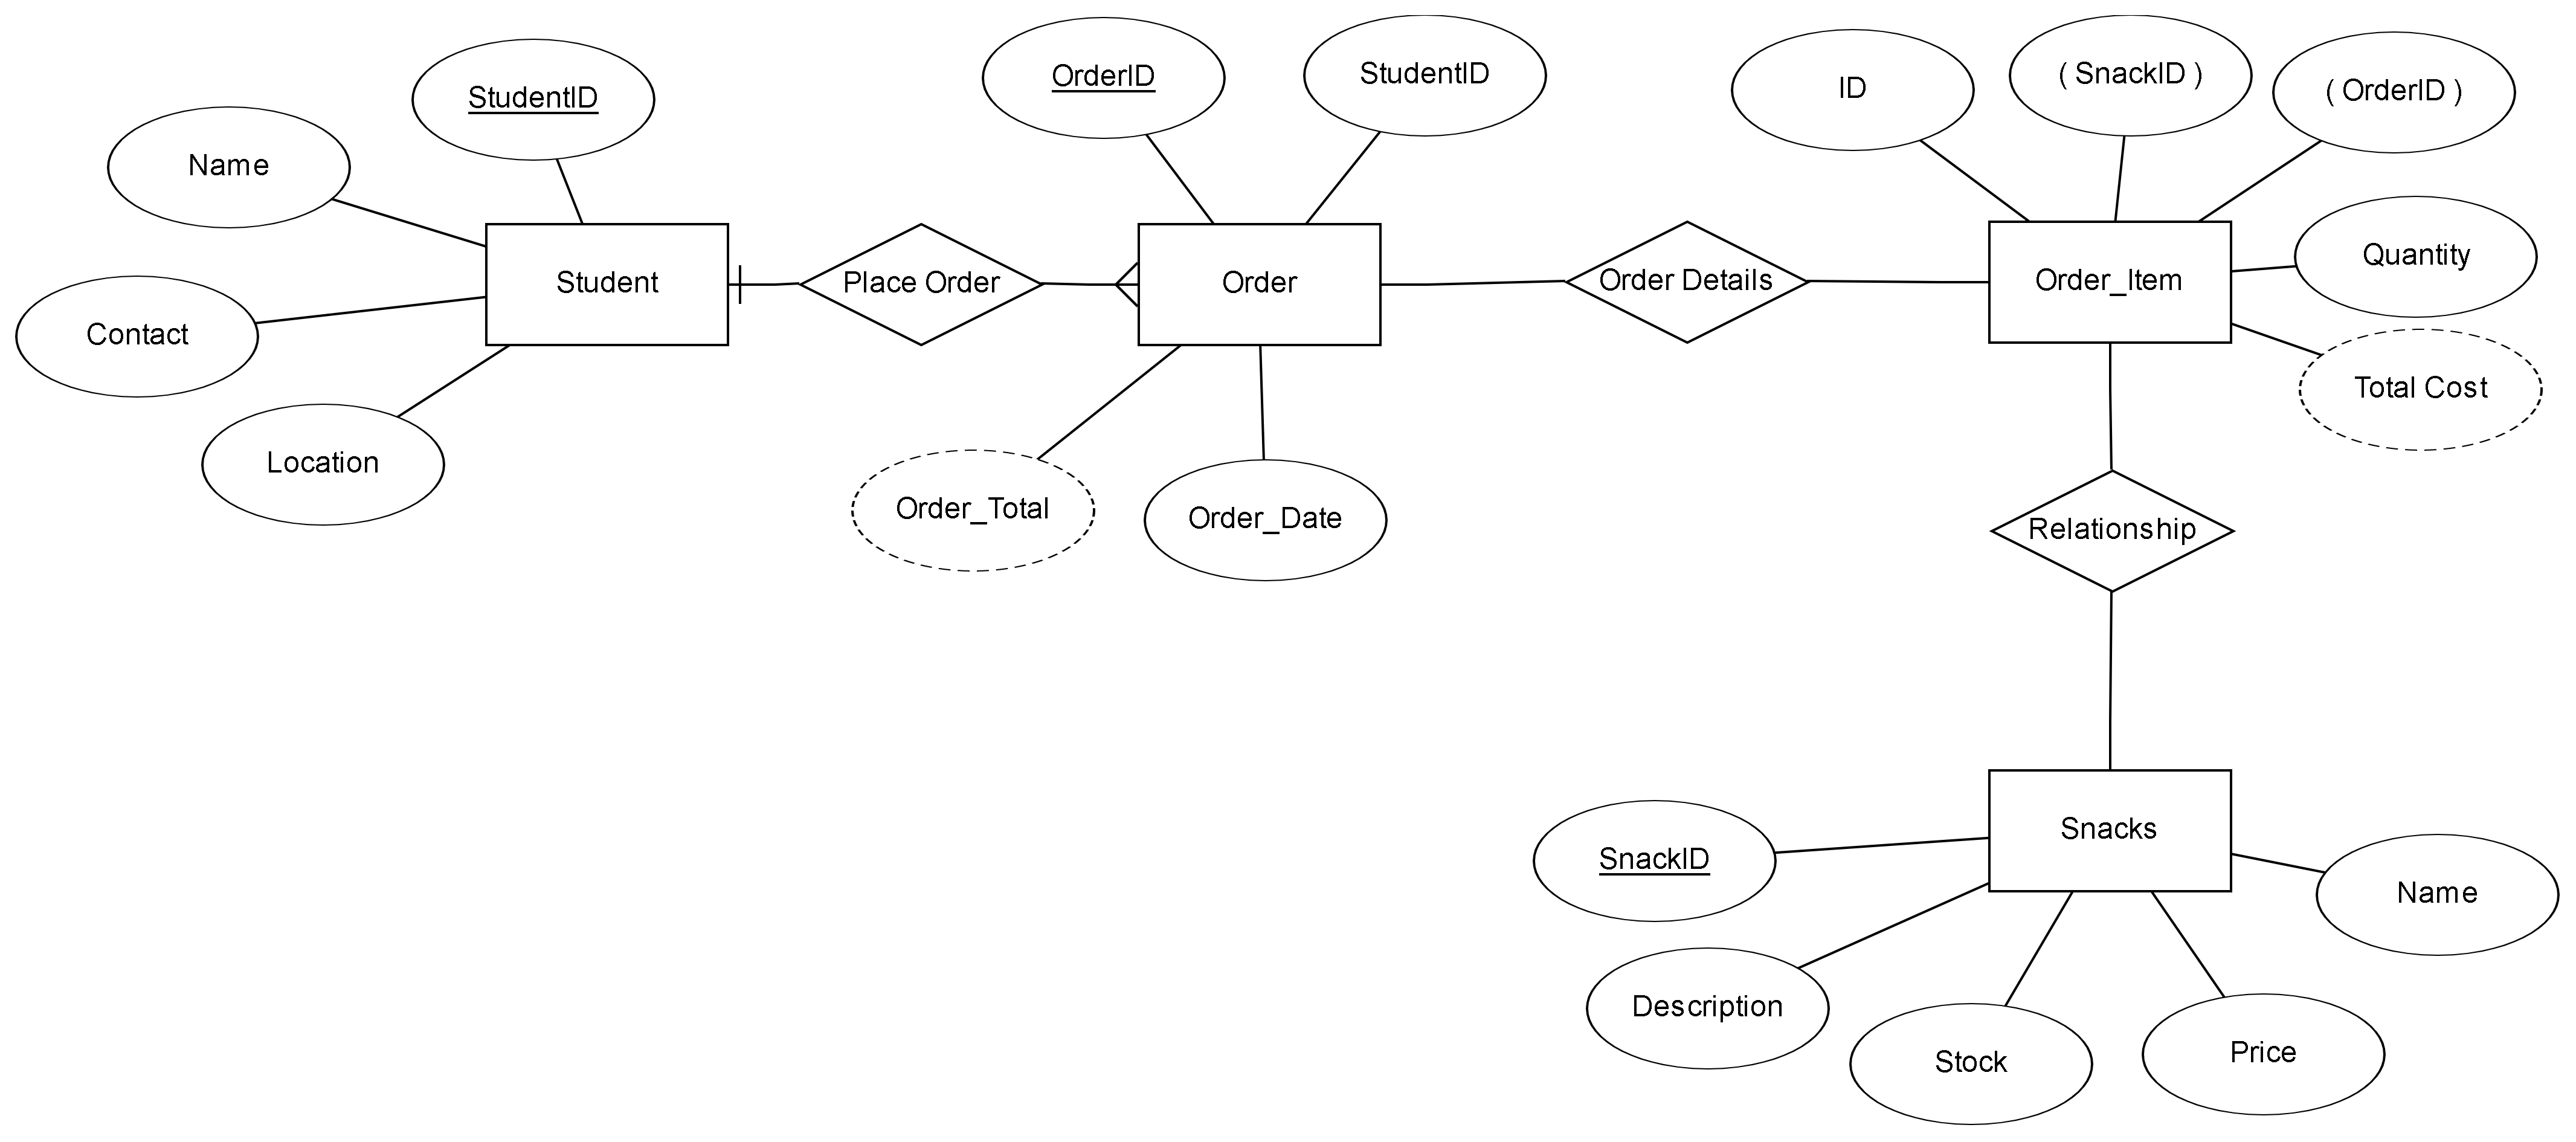 StudentID
Name
Contact
Location
Student
Place Order
OrderID
StudentID
Order
Order_Total
Order_Date
Order Details
ID
( SnackID )
( OrderID )
Order_Item
Quantity
Total Cost
Relationship
Snacks
SnackID
Description
Stock
Price
Name